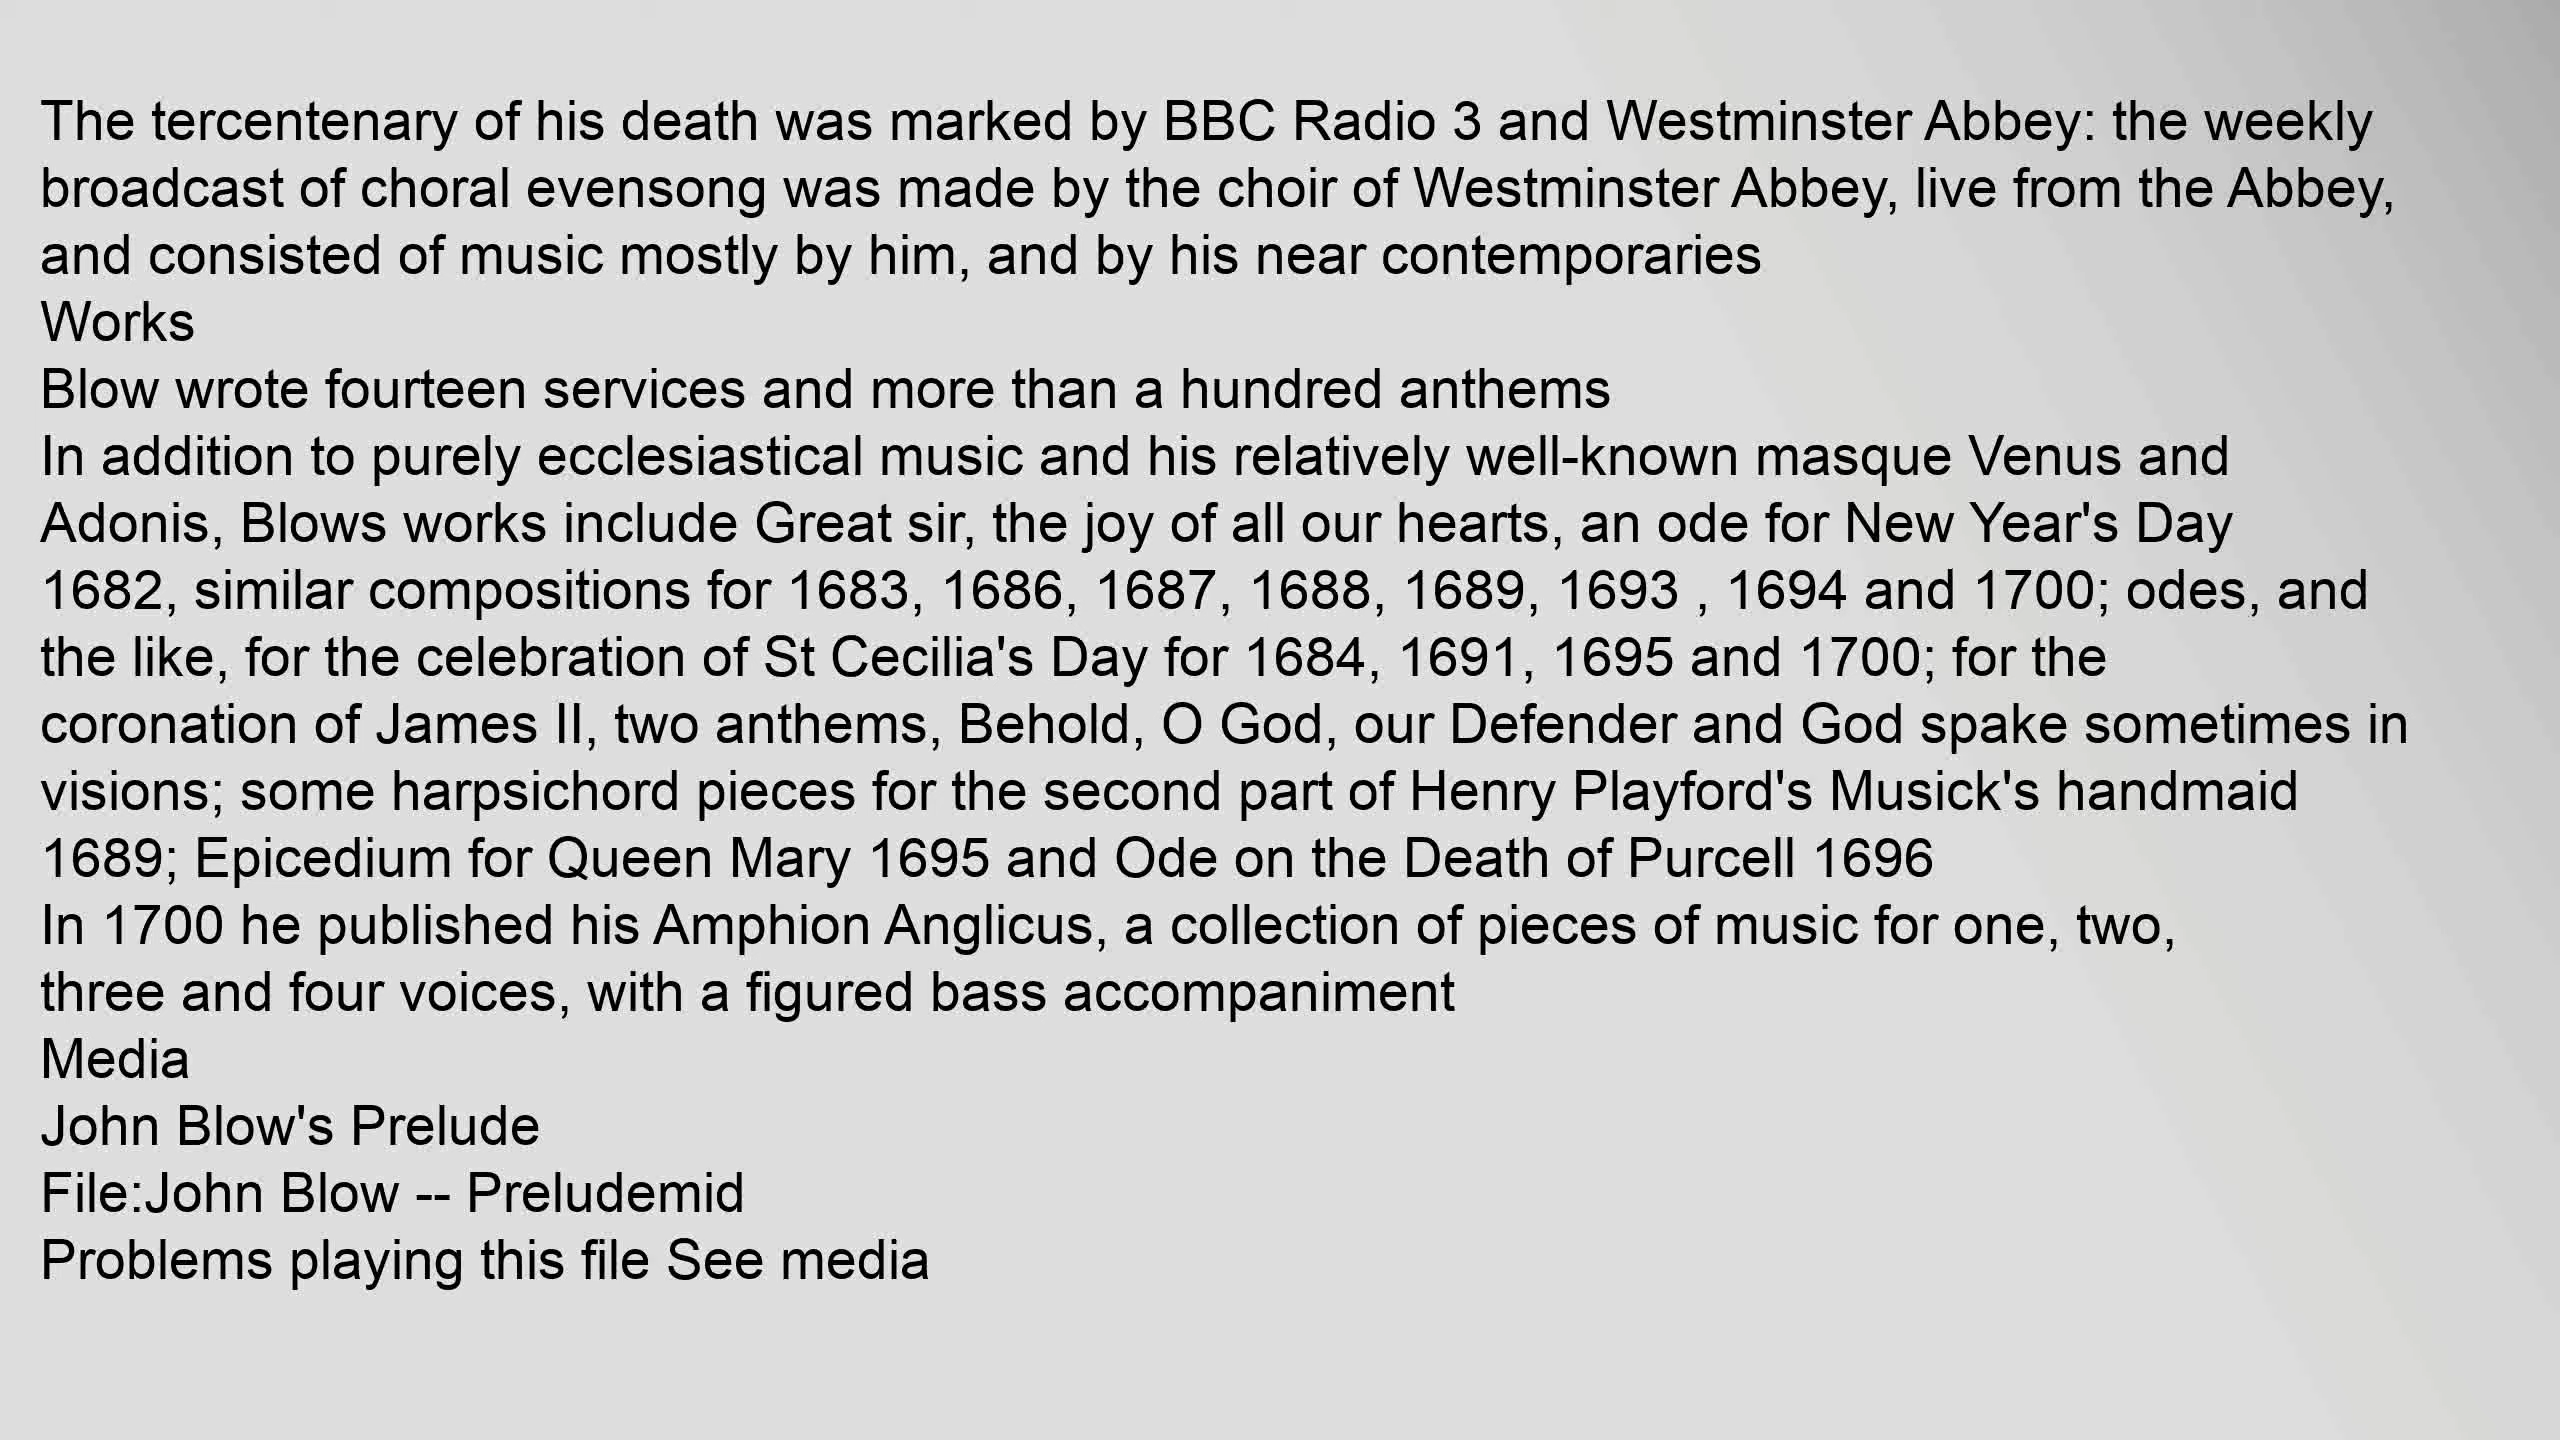 The tercentenary of his death was marked by BBC Radio 3 and Westminster Abbey: the weekly
broadcast of choral evensong was made by the choir of Westminster Abbey, live from the Abbey,
and consisted of music mostly by him, and by his near contemporaries
Works
Blow wrote fourteen services and more than a hundred anthems
In addition to purely ecclesiastical music and his relatively well-known masque Venus and
Adonis, Blows works include Great sir, the joy of all our hearts, an ode for New Year's Day
1682, similar compositions for 1683, 1686, 1687, 1688, 1689, 1693 , 1694 and 1700; odes, and
the like, for the celebration of St Cecilia's Day for 1684, 1691, 1695 and 1700; for the
coronation of James II, two anthems, Behold, O God, our Defender and God spake sometimes in
visions; some harpsichord pieces for the second part of Henry Playford's Musick's handmaid
1689; Epicedium for Queen Mary 1695 and Ode on the Death of Purcell 1696
In 1700 he published his Amphion Anglicus, a collection of pieces of music for one, two,
three and four voices, with a figured bass accompaniment
Media
John Blow's Prelude
File:John Blow -- Preludemid
Problems playing this file See media